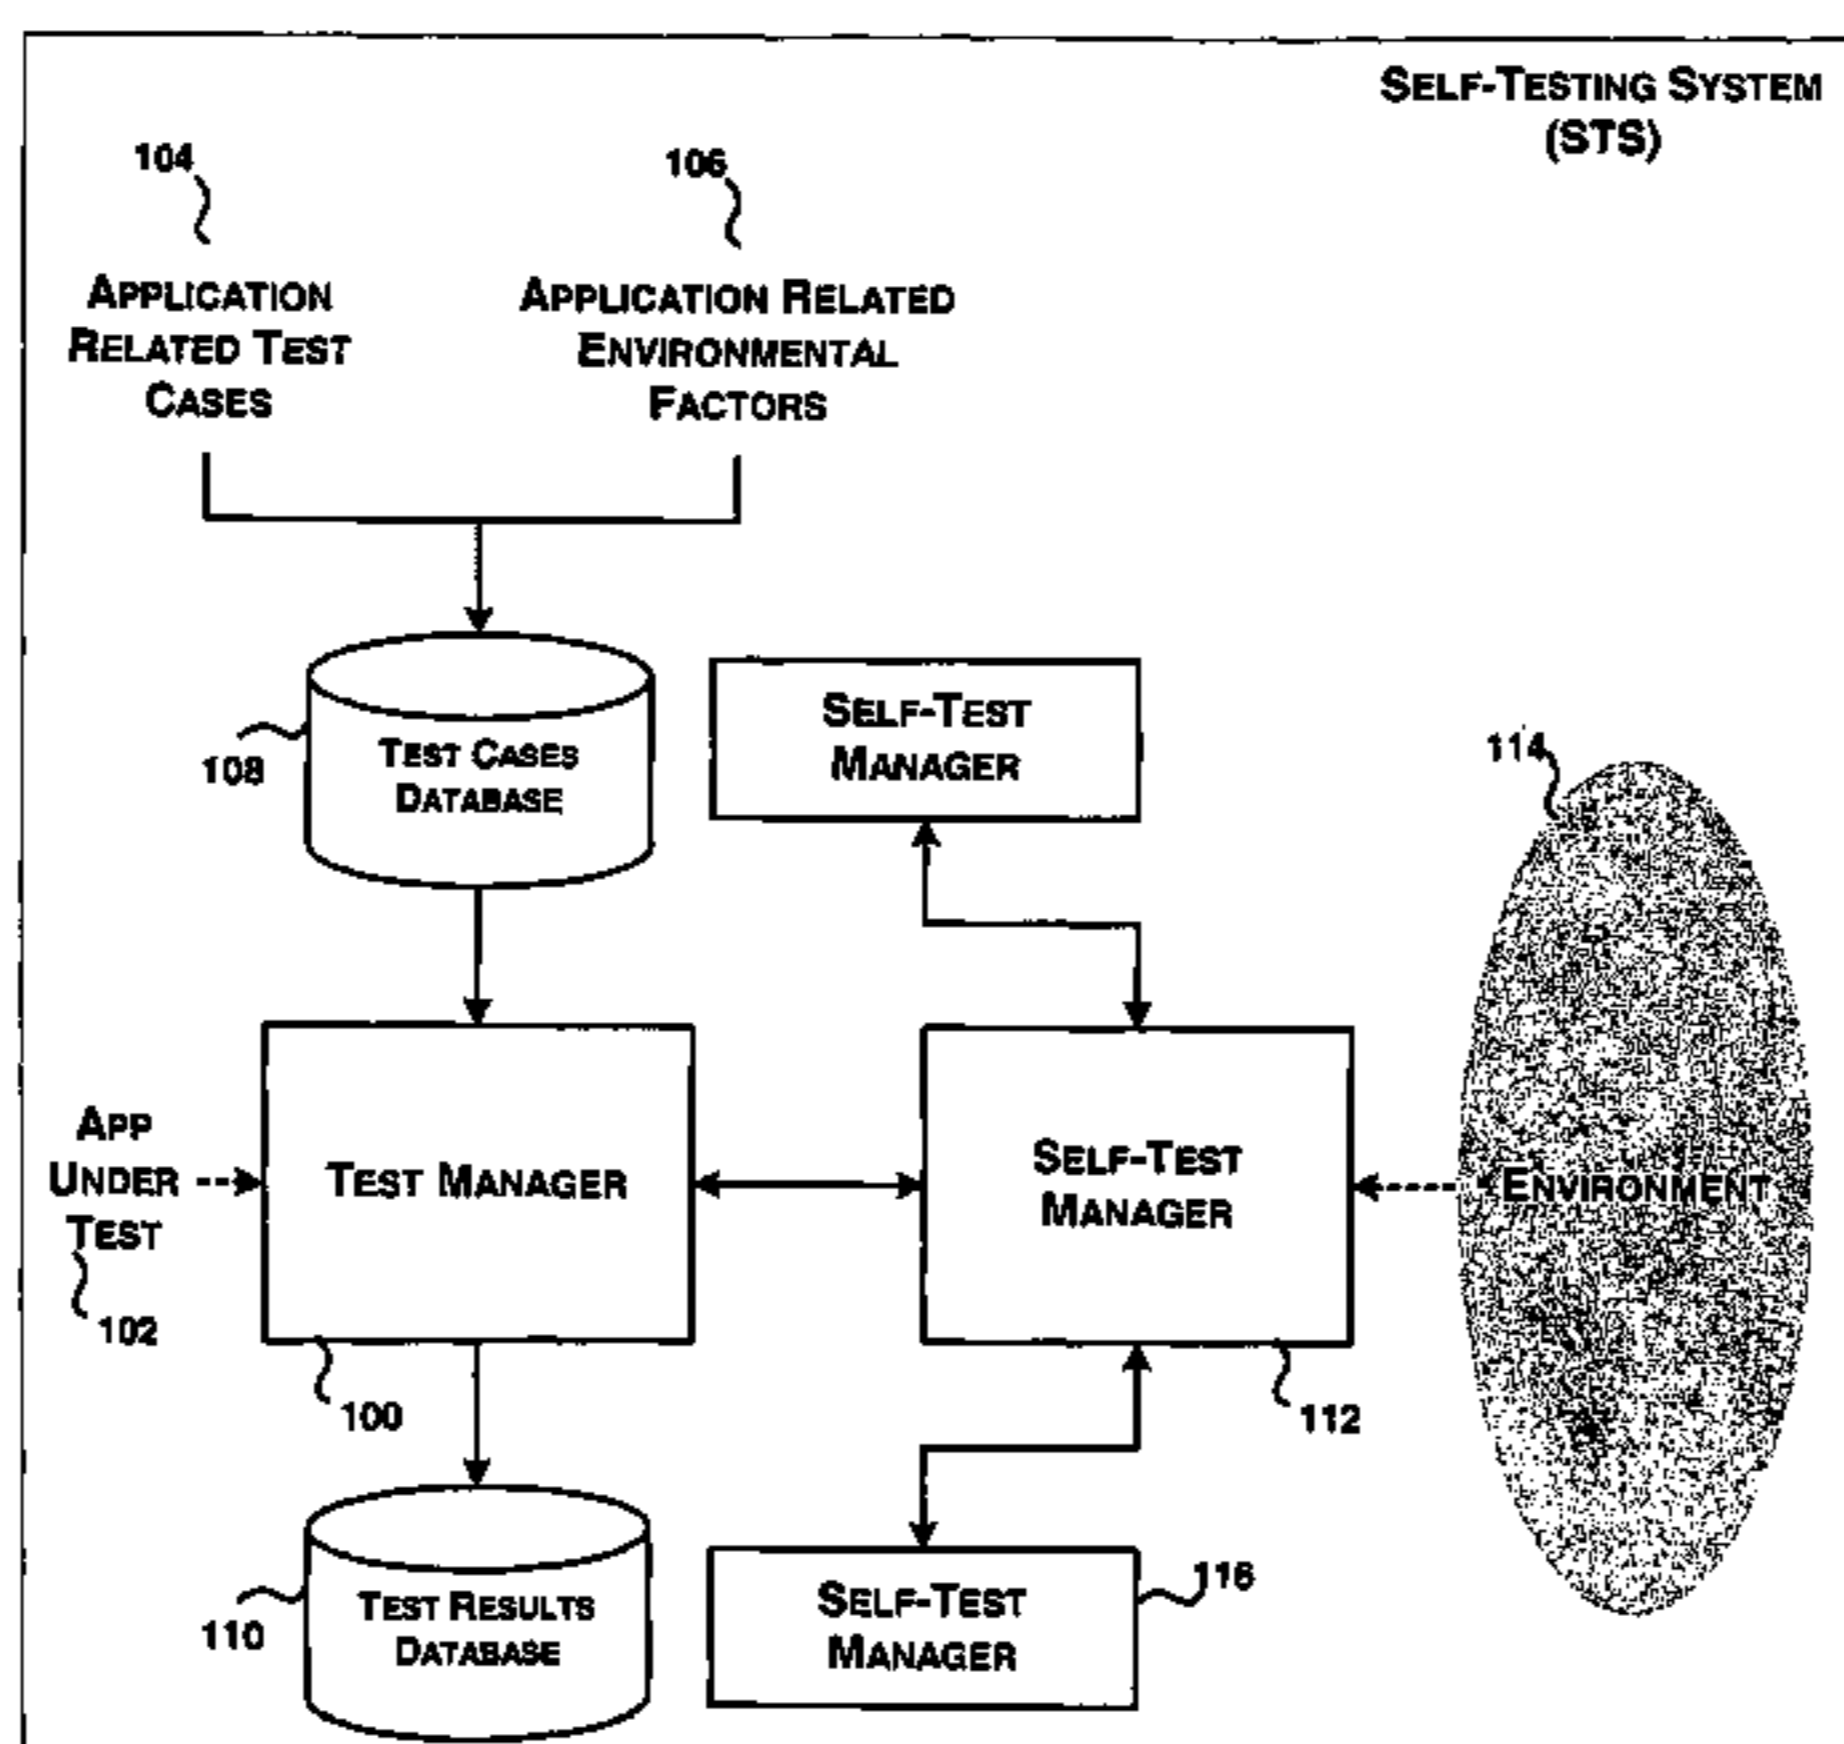 SELF-TESTING SYSTEM
(STS)
104
106
APPLICATION
RELATED TEST
CASES
APPLICATION RELATED
ENVIRONMENTAL
FACTORS
108
TEST CASES
DATABASE
SELF-TEST
MANAGER
114
APP
UNDER
TEST
102
TEST MANAGER
100
SELF-TEST
MANAGER
112
ENVIRONMENT
110
TEST RESULTS
DATABASE
SELF-TEST
MANAGER
116